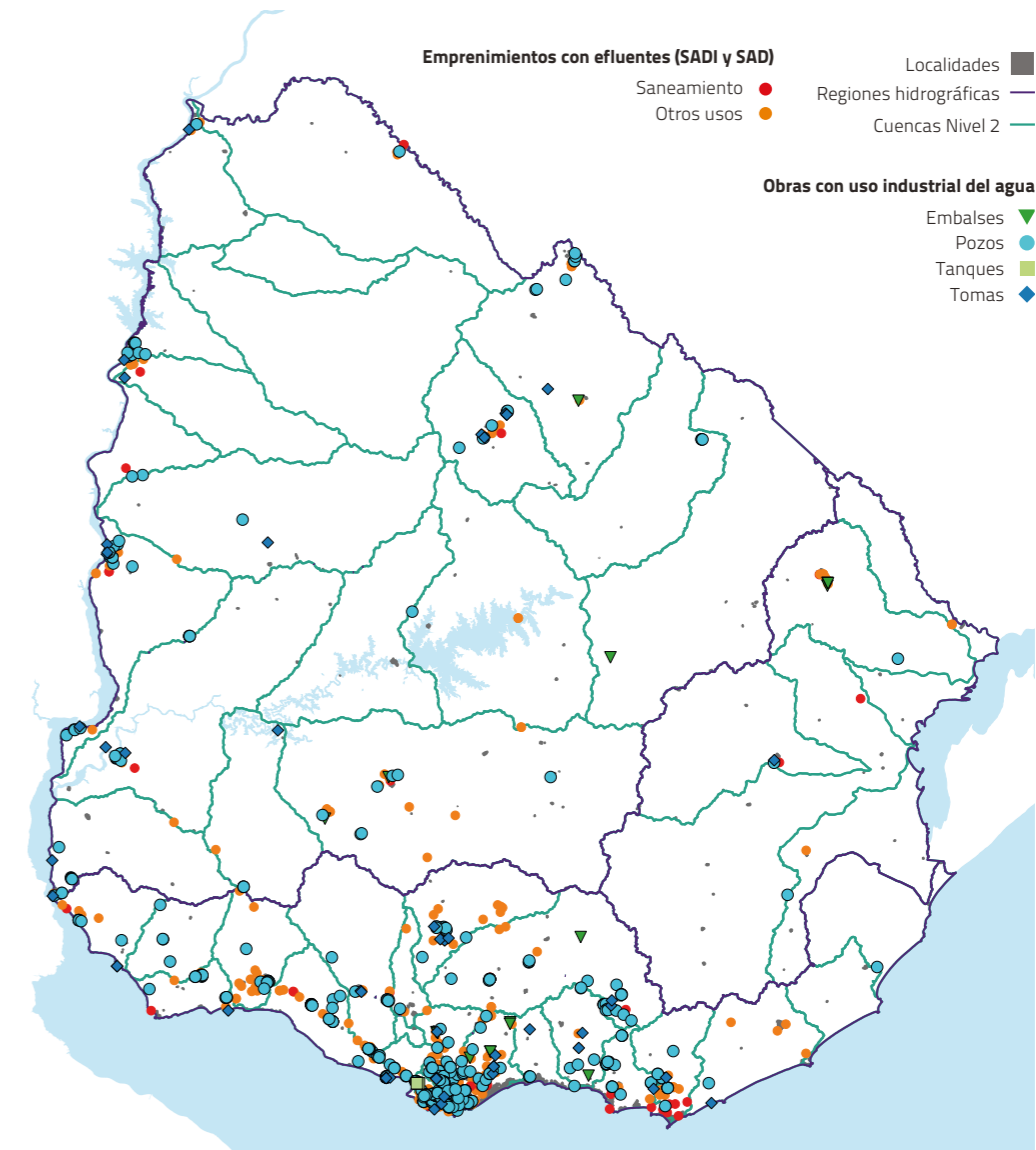 Emprenimientos con efluentes (SADI y SAD)
Saneamiento
Otros usos
Localidades
Regiones hidrográficas
Cuencas Nivel 2
Obras con uso industrial del agua
Embalses
Pozos
Tanques
Tomas